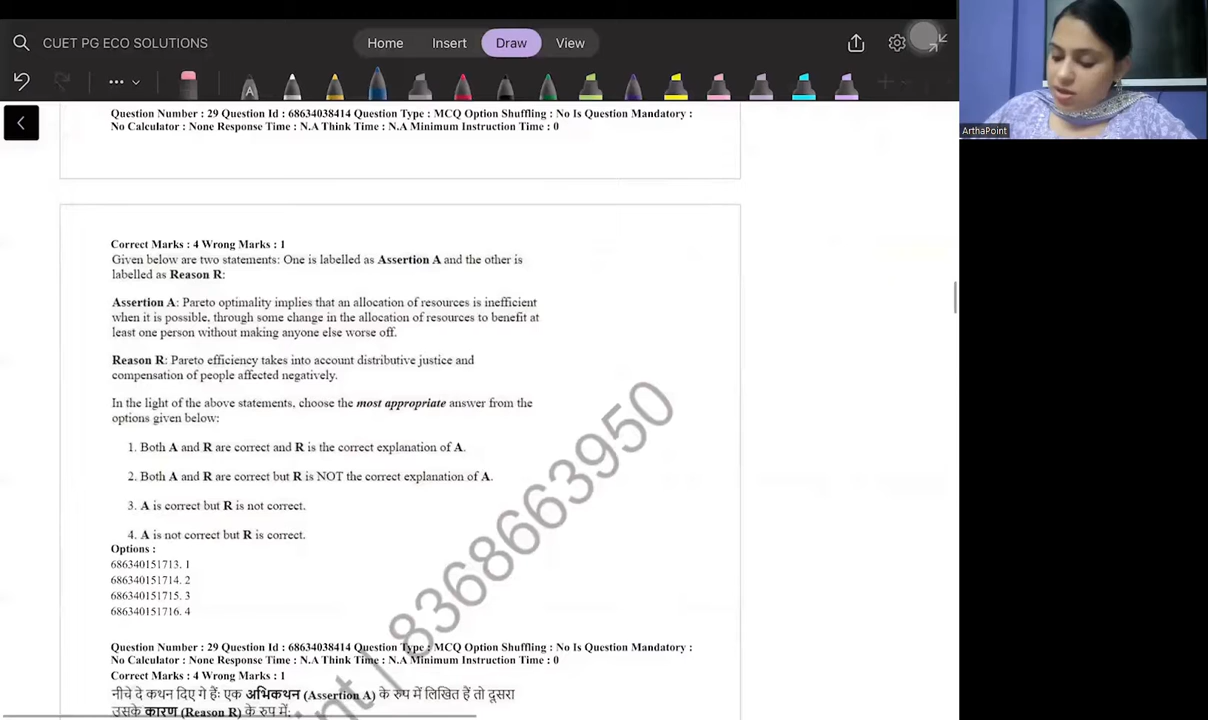 CUET PG ECO SOLUTIONS
Home Insert Draw View
A
ArthaPoint
Question Number : 29 Question Id : 68634038414 Question Type : MCQ Option Shuffling : No Is Question Mandatory :
No Calculator : None Response Time : N.A Think Time : N.A Minimum Instruction Time : 0
Correct Marks : 4 Wrong Marks : 1
Given below are two statements: One is labelled as Assertion A and the other is
labelled as Reason R:
Assertion A: Pareto optimality implies that an allocation of resources is inefficient
when it is possible, through some change in the allocation of resources to benefit at
least one person without making anyone else worse off.
Reason R: Pareto efficiency takes into account distributive justice and
compensation of people affected negatively.
In the light of the above statements, choose the most appropriate answer from the
options given below:
1. Both A and R are correct and R is the correct explanation of A.
2. Both A and R are correct but R is NOT the correct explanation of A.
3. A is correct but R is not correct.
4. A is not correct but R is correct.
Options :
686340151713. 1
686340151714. 2
686340151715. 3
686340151716. 4
Question Number : 29 Question Id : 68634038414 Question Type : MCQ Option Shuffling : No Is Question Mandatory :
No Calculator : None Response Time : N.A Think Time : N.A Minimum Instruction Time : 0
Correct Marks : 4 Wrong Marks : 1
नीचे दे कथन दिए गे हैं: एक अभिकथन (Assertion A) के रुप में लिखित हैं तो दूसरा
उसके कारण (Reason R) के रुप में;
int | 8368663950